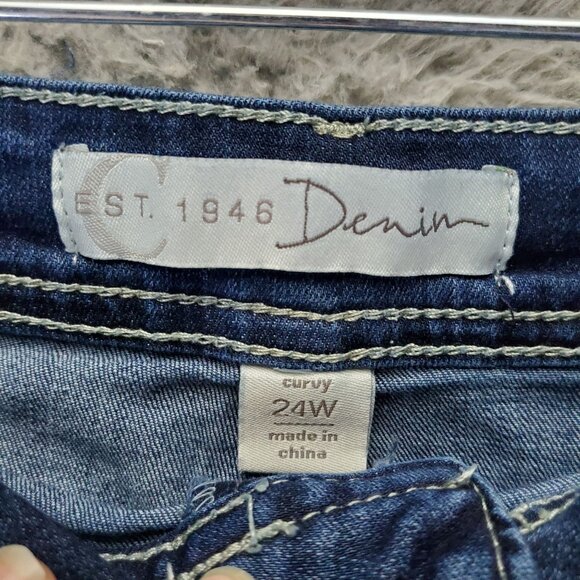 C
EST. 1946 Denim
curvy
24W
made in
china